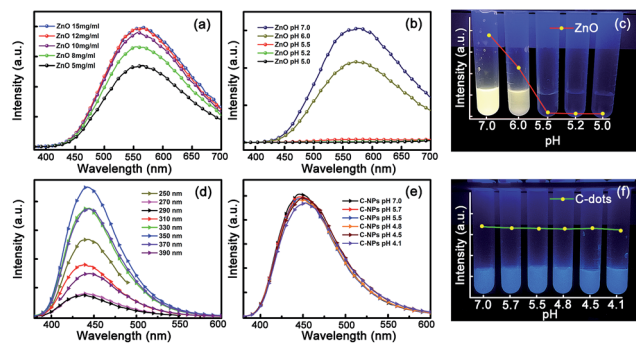 (a)
ZnO 15mg/ml
ZnO 12mg/ml
ZnO 10mg/ml
ZnO 8mg/ml
ZnO 5mg/ml
Intensity (a.u.)
400 450 500 550 600 650 700
Wavelength (nm)
(b)
ZnO pH 7.0
ZnO pH 6.0
ZnO pH 5.5
ZnO pH 5.2
ZnO pH 5.0
Intensity (a.u.)
400 450 500 550 600 650 700
Wavelength (nm)
(c)
ZnO
Intensity (a.u.)
7.0 6.0 5.5 5.2 5.0
pH
(d)
250 nm
270 nm
290 nm
310 nm
330 nm
350 nm
370 nm
390 nm
Intensity (a.u.)
400 450 500 550 600
Wavelength (nm)
(e)
C-NPs pH 7.0
C-NPs pH 5.7
C-NPs pH 5.5
C-NPs pH 4.8
C-NPs pH 4.5
C-NPs pH 4.1
Intensity (a.u.)
400 450 500 550 600
Wavelength (nm)
(f)
C-dots
Intensity (a.u.)
7.0 5.7 5.5 4.8 4.5 4.1
pH